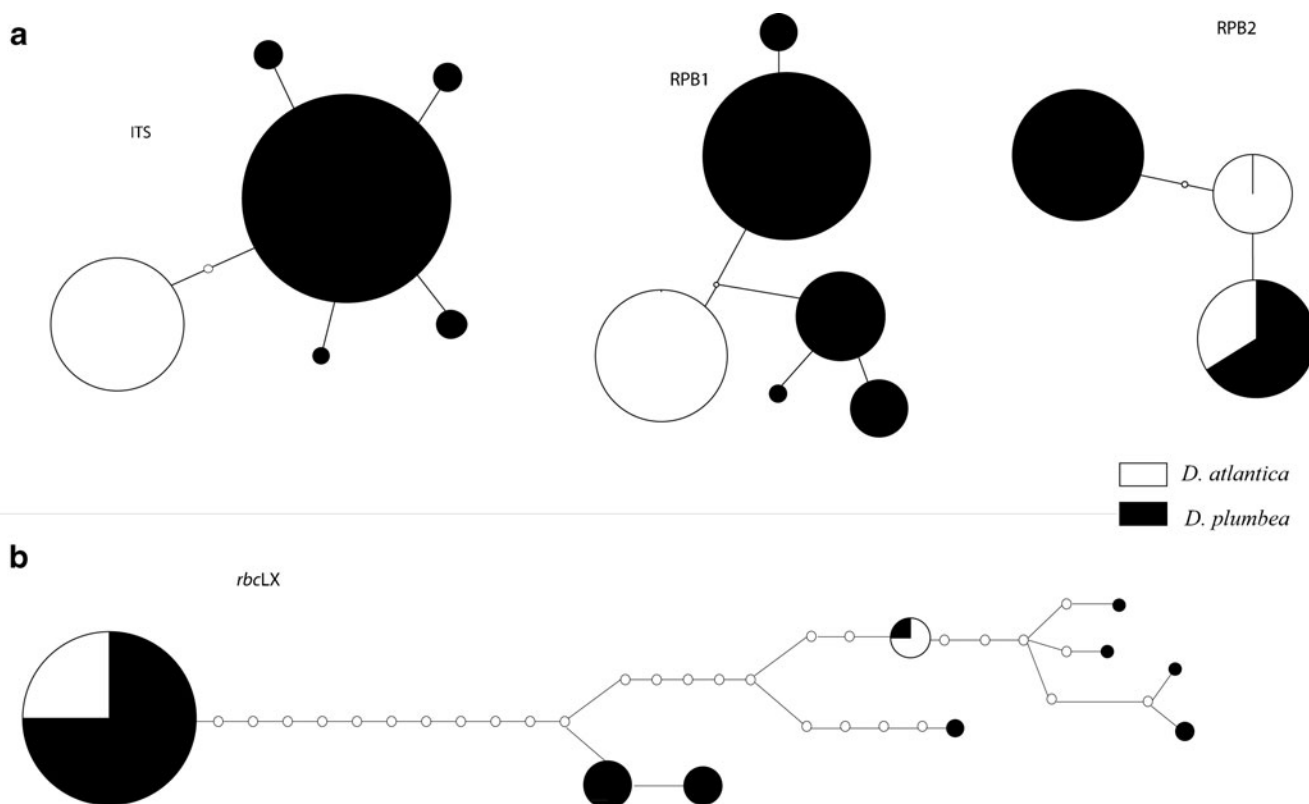 a
ITS
RPB1
RPB2
D. atlantica
D. plumbea
b
rbcLX